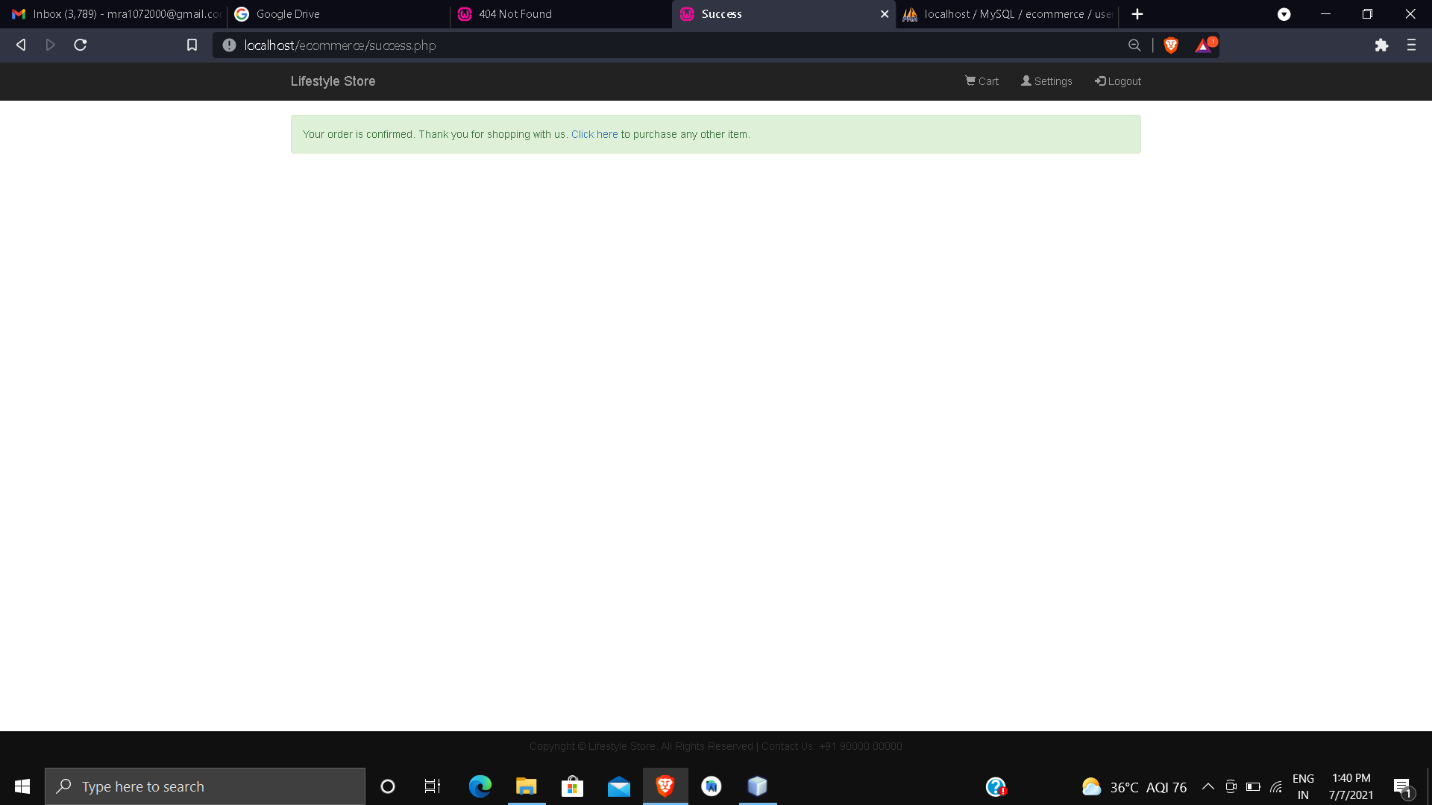 Inbox (3,789) - mra1072000@gmail.co
Google Drive
404 Not Found
Success
localhost / MySQL / ecommerce / user
localhost/ecommerce/success.php
1
Lifestyle Store
Cart
Settings
Logout
Your order is confirmed. Thank you for shopping with us. Click here to purchase any other item.
Copyright © Lifestyle Store. All Rights Reserved | Contact Us: +91 90000 00000
Type here to search
36°C AQI 76
ENG
IN
1:40 PM
7/7/2021
1